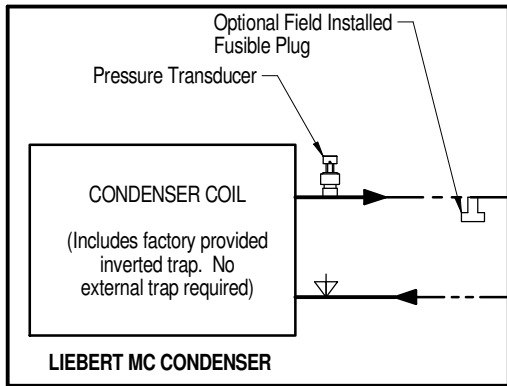 Optional Field Installed
Fusible Plug
Pressure Transducer
CONDENSER COIL
(Includes factory provided
inverted trap. No
external trap required)
LIEBERT MC CONDENSER